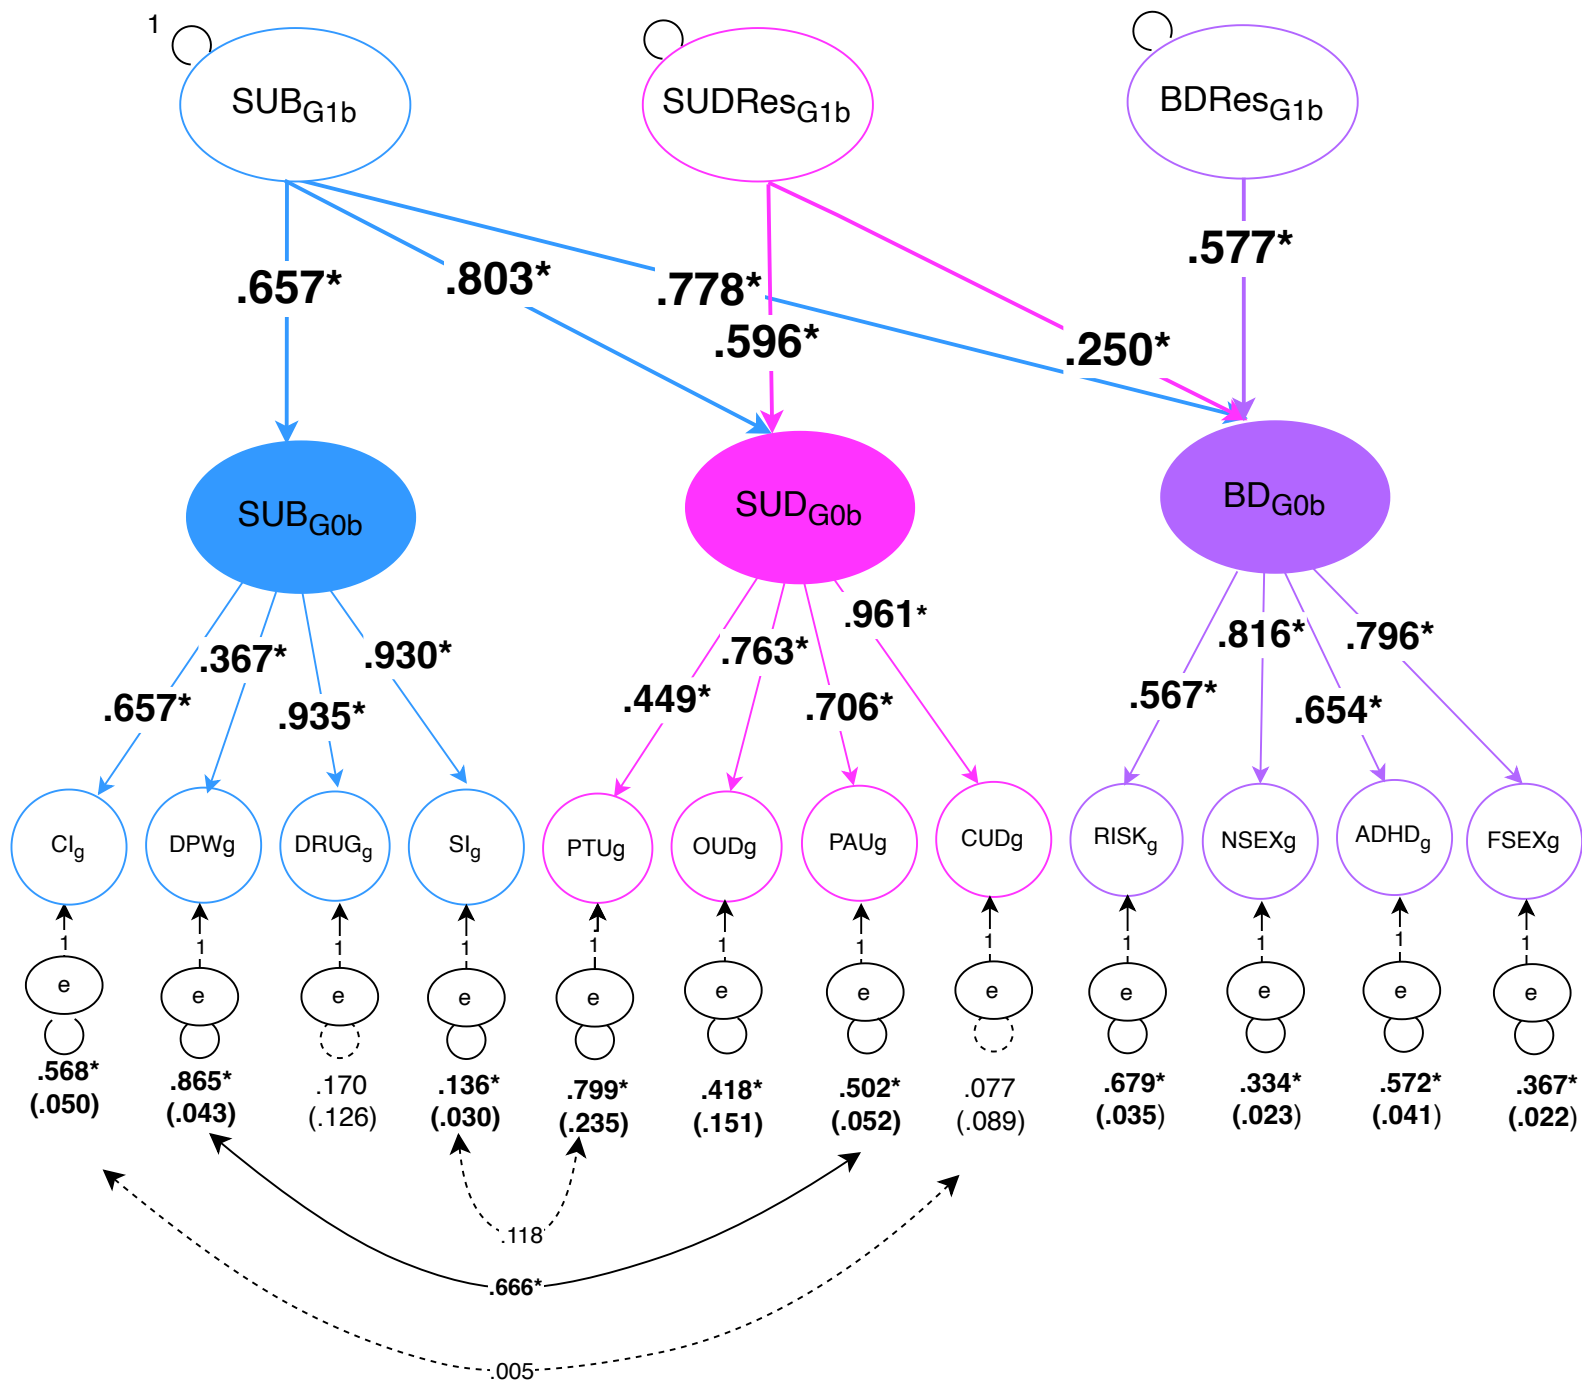 1
SUBG1b
SUDResG1b
BDResG1b
.657*
.803*
.778*
.596*
.250*
.577*
SUBG0b
SUDG0b
BDG0b
.657*
.367*
.935*
.930*
.449*
.763*
.706*
.961*
.567*
.816*
.654*
.796*
CIg
DPWg
DRUGg
SIg
PTUg
OUDg
PAUg
CUDg
RISKg
NSEXg
ADHDg
FSEXg
1
1
1
1
1
1
1
1
1
1
1
1
e
e
e
e
e
e
e
e
e
e
e
e
.568*
(.050)
.865*
(.043)
.170
(.126)
.136*
(.030)
.799*
(.235)
.418*
(.151)
.502*
(.052)
.077
(.089)
.679*
(.035)
.334*
(.023)
.572*
(.041)
.367*
(.022)
.118
.666*
.005